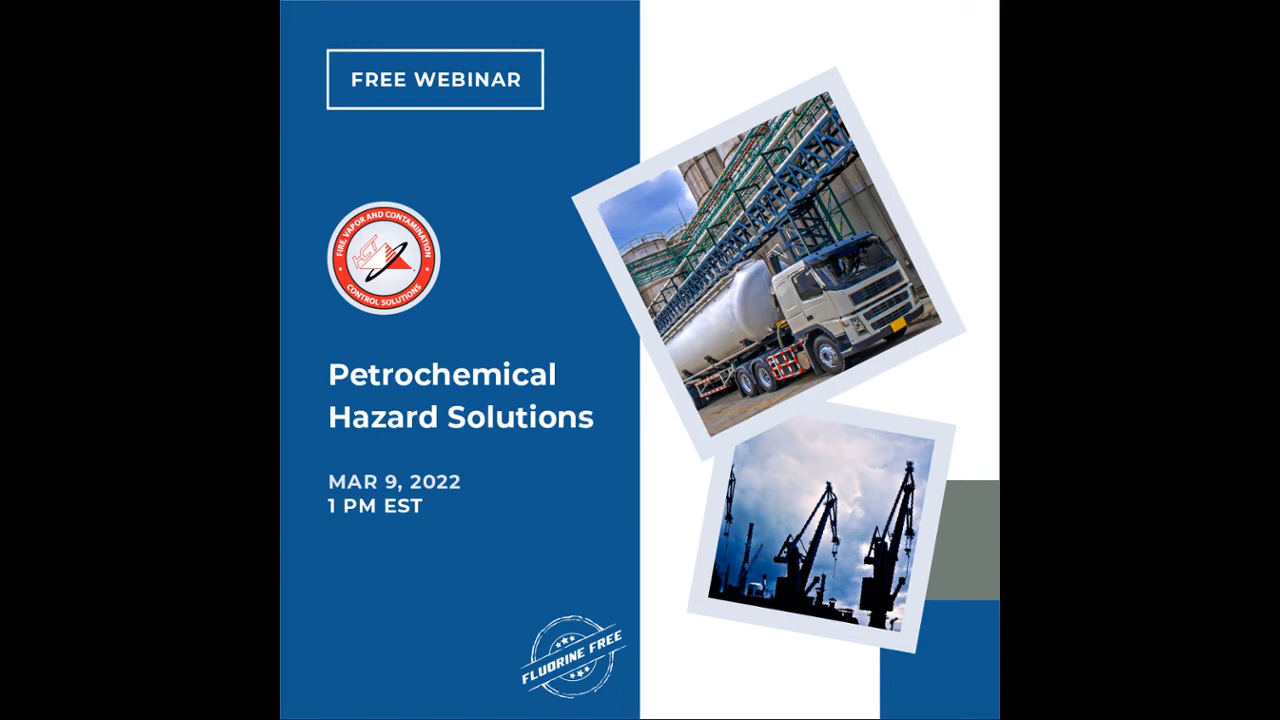 FREE WEBINAR
FIRE, VAPOR AND CONTAMINATION
HCT
CONTROL SOLUTIONS
Petrochemical
Hazard Solutions
MAR 9, 2022
1 PM EST
FLUORINE FREE